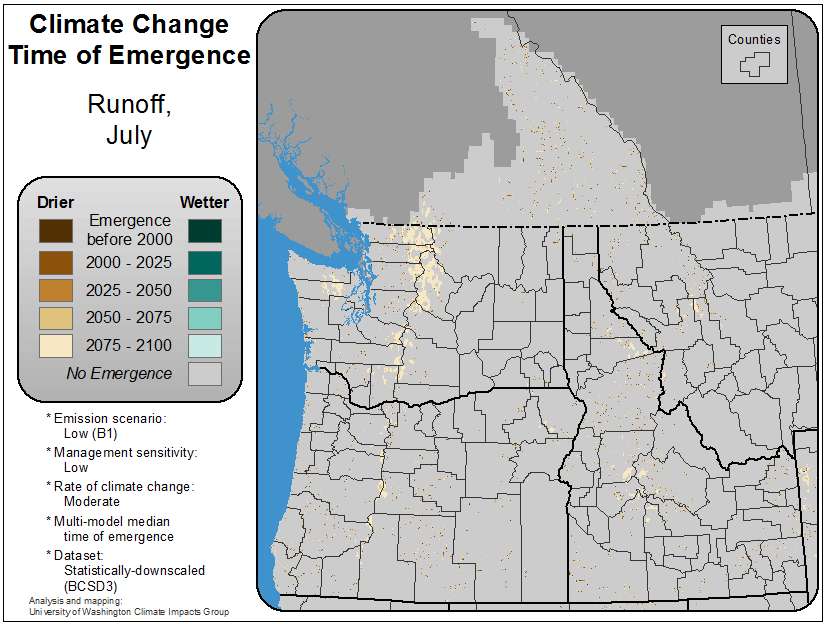 Climate Change
Time of Emergence
Runoff,
July
Drier
Wetter
Emergence
before 2000
2000 - 2025
2025 - 2050
2050 - 2075
2075 - 2100
No Emergence
* Emission scenario:
Low (B1)
* Management sensitivity:
Low
* Rate of climate change:
Moderate
* Multi-model median
time of emergence
* Dataset:
Statistically-downscaled
(BCSD3)
Analysis and mapping:
University of Washington Climate Impacts Group
Counties